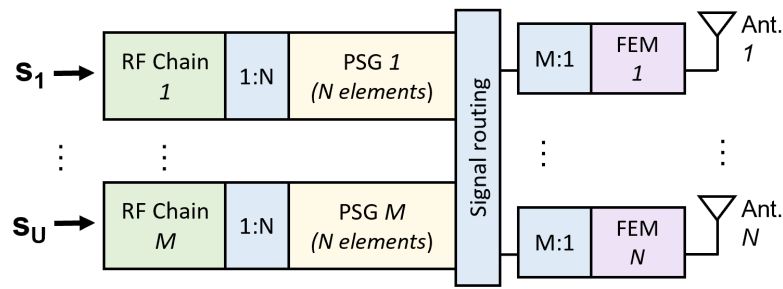 S1
RF Chain
1
1:N
PSG 1
(N elements)
Signal routing
M:1
FEM
1
Ant.
1
SU
RF Chain
M
1:N
PSG M
(N elements)
M:1
FEM
N
Ant.
N